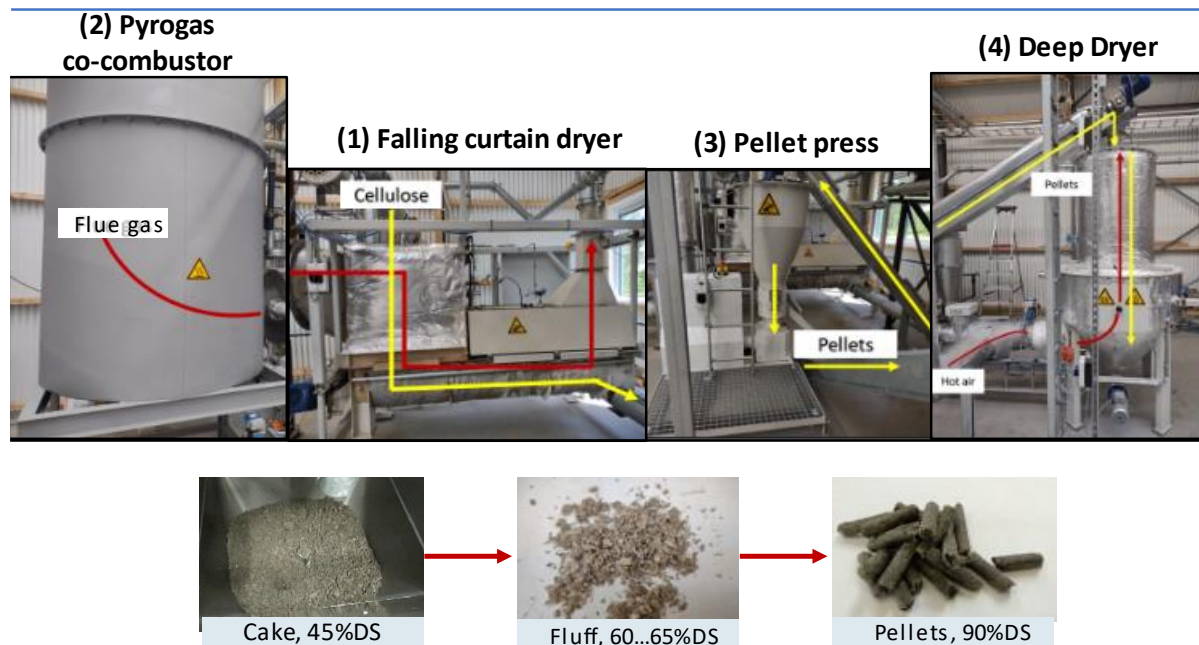 (2) Pyrogas
co-combustor
(4) Deep Dryer
(1) Falling curtain dryer
(3) Pellet press
Flue gas
Cellulose
Pellets
Pellets
Hot air
Cake, 45%DS
Fluff, 60...65%DS
Pellets, 90%DS